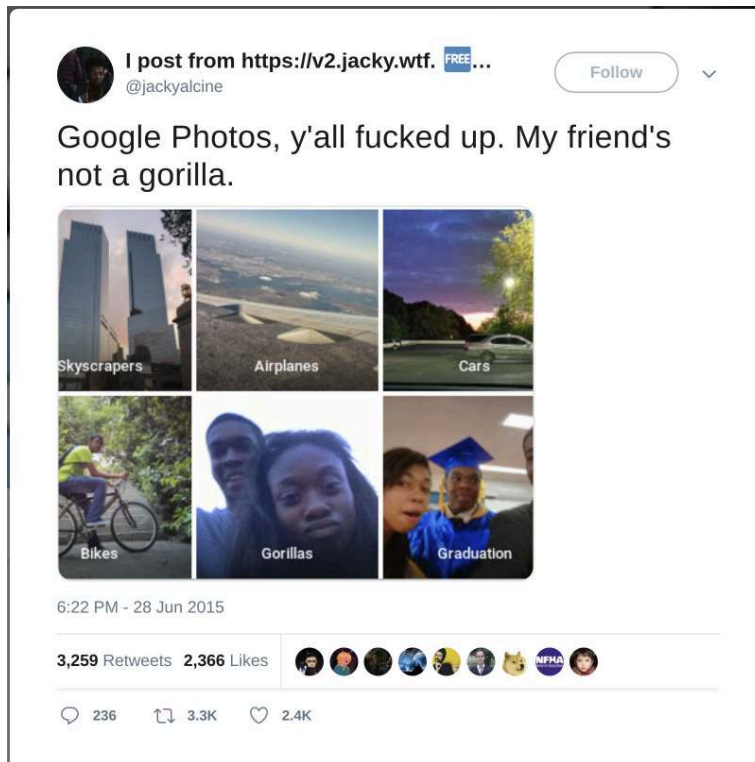 I post from https://v2.jacky.wtf. FREE...
@jackyalcine
Follow
Google Photos, y'all fucked up. My friend's
not a gorilla.
Skyscrapers
Airplanes
Cars
Bikes
Gorillas
Graduation
6:22 PM - 28 Jun 2015
3,259 Retweets 2,366 Likes
NFHA
236 3.3K 2.4K